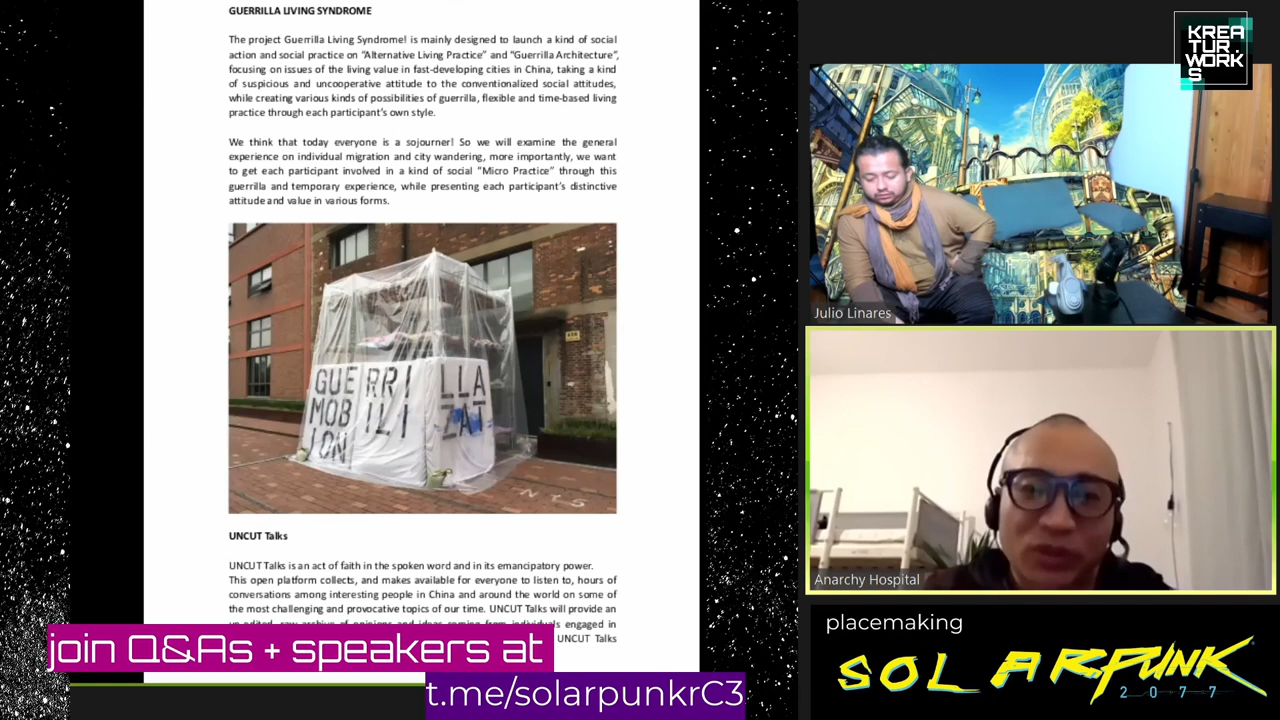 GUERRILLA LIVING SYNDROME
The project Guerrilla Living Syndrome! is mainly designed to launch a kind of social
action and social practice on "Alternative Living Practice" and "Guerrilla Architecture",
focusing on issues of the living value in fast-developing cities in China, taking a kind
of suspicious and uncooperative attitude to the conventionalized social attitudes,
while creating various kinds of possibilities of guerrilla, flexible and time-based living
practice through each participant's own style.
We think that today everyone is a sojourner! So we will examine the general
experience on individual migration and city wandering, more importantly, we want
to get each participant involved in a kind of social "Micro Practice" through this
guerrilla and temporary experience, while presenting each participant's distinctive
attitude and value in various forms.
GUERRILLA
MOBILIZAT
ION
UNCUT Talks
UNCUT Talks is an act of faith in the spoken word and in its emancipatory power.
This open platform collects, and makes available for everyone to listen to, hours of
conversations among interesting people in China and around the world on some of
the most challenging and provocative topics of our time. UNCUT Talks will provide an
UNCUT Talks
join Q&As + speakers at
t.me/solarpunkrC3
KREA
TUR.
WORK
S
Julio Linares
Anarchy Hospital
placemaking
SOLARPUNK
2077